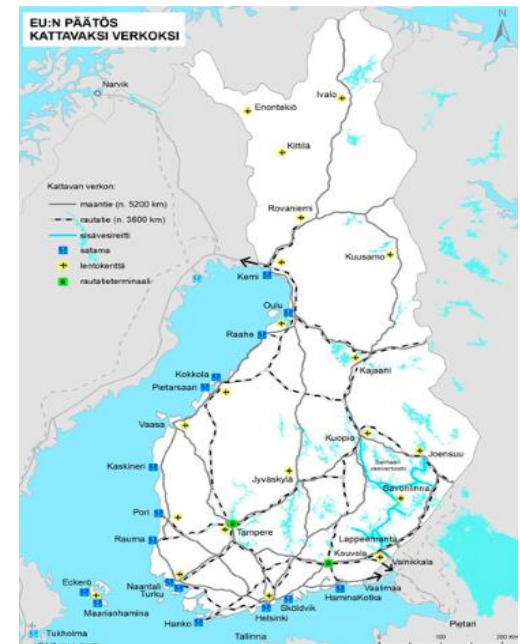 EU:N PÄÄTÖS
KATTAVAKSI VERKOKSI
N
Narvik
Ivalo
Enontekiö
Kittilä
Kattavan verkon:
maantie (n. 5200 km)
rautatie (n. 3600 km)
sisävesireitti
satama
lentokenttä
rautatieterminaali
Rovaniemi
Kuusamo
Kemi
Oulu
Raahe
Kajaani
Kokkola
Pietarsaari
Vaasa
Kuopio
Joensuu
Kaskinen
Jyväskylä
Savonlinna
Pori
Tampere
Lappeenranta
Rauma
Kouvola
Vainikkala
Naantali
Turku
Vaalimaa
HaminaKotka
Eckerö
Maarianhamina
Sköldvik
Helsinki
Hanko
Pietari
Tukholma
Tallinna